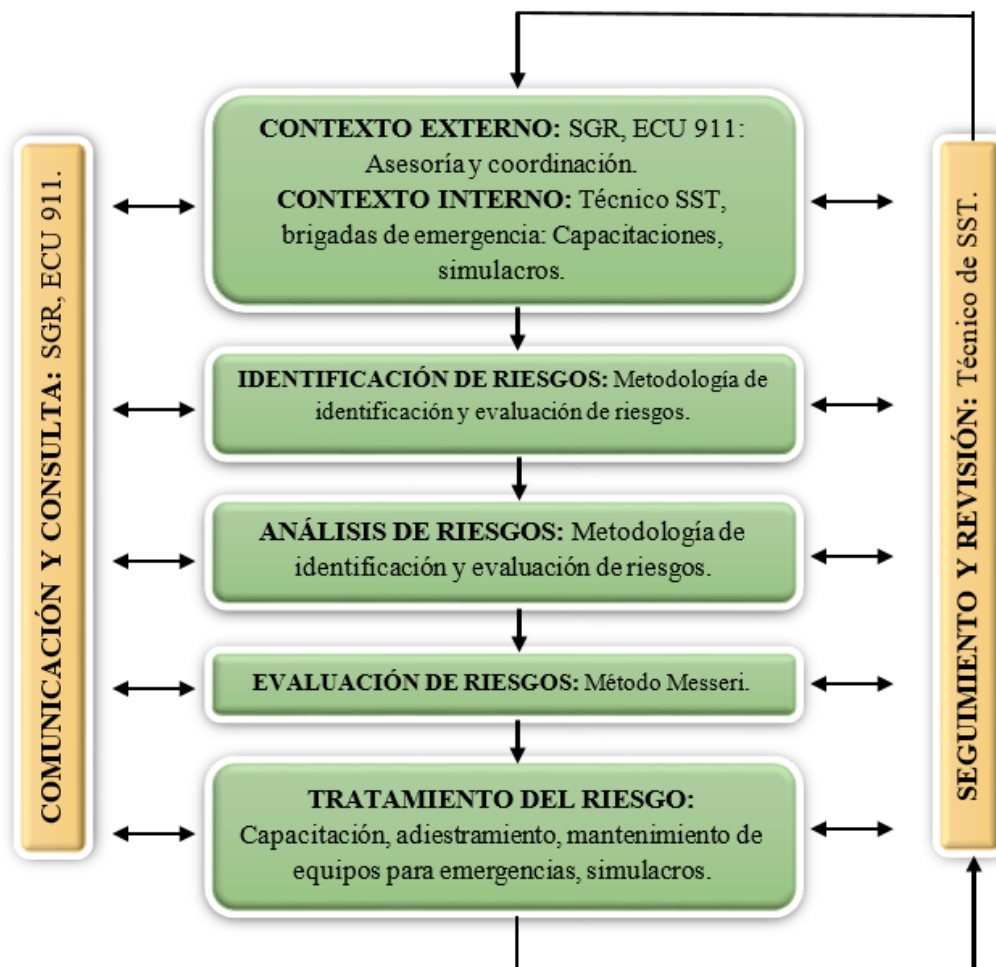 COMUNICACIÓN Y CONSULTA: SGR, ECU 911.
CONTEXTO EXTERNO: SGR, ECU 911:
Asesoría y coordinación.
CONTEXTO INTERNO: Técnico SST,
brigadas de emergencia: Capacitaciones,
simulacros.
IDENTIFICACIÓN DE RIESGOS: Metodología de
identificación y evaluación de riesgos.
ANÁLISIS DE RIESGOS: Metodología de
identificación y evaluación de riesgos.
EVALUACIÓN DE RIESGOS: Método Messeri.
TRATAMIENTO DEL RIESGO:
Capacitación, adiestramiento, mantenimiento de
equipos para emergencias, simulacros.
SEGUIMIENTO Y REVISIÓN: Técnico de SST.